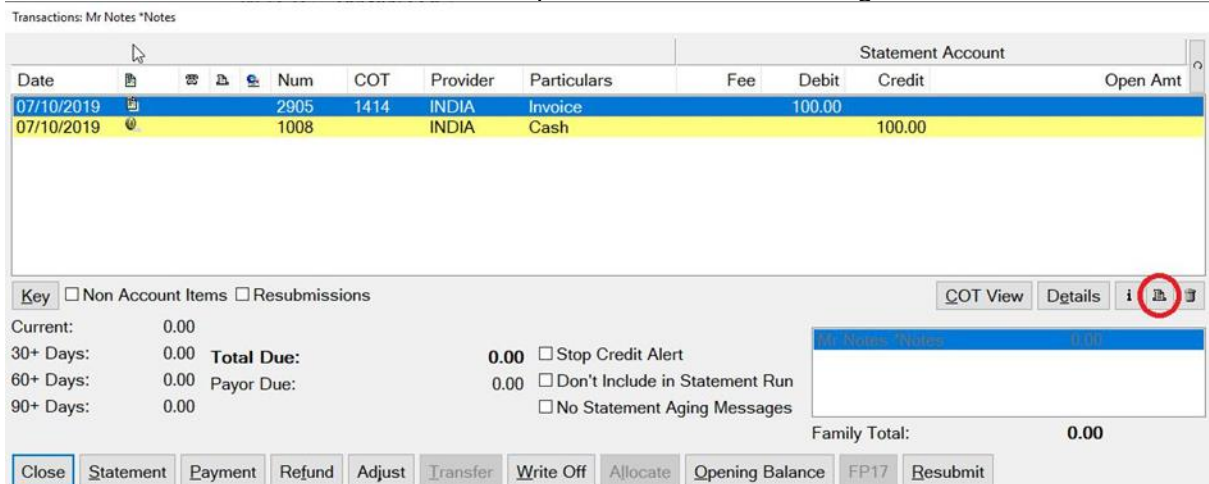 Transactions: Mr Notes *Notes
Statement Account
Date Num COT Provider Particulars Fee Debit Credit Open Amt
07/10/2019 2905 1414 INDIA Invoice 100.00
07/10/2019 1008 INDIA Cash 100.00
Key Non Account Items Resubmissions COT View Details i
Current: 0.00
30+ Days: 0.00 Total Due: 0.00 Stop Credit Alert Mr Notes *Notes 0.00
60+ Days: 0.00 Payor Due: 0.00 Don't Include in Statement Run
90+ Days: 0.00 No Statement Aging Messages
Family Total: 0.00
Close Statement Payment Refund Adjust Transfer Write Off Allocate Opening Balance FP17 Resubmit